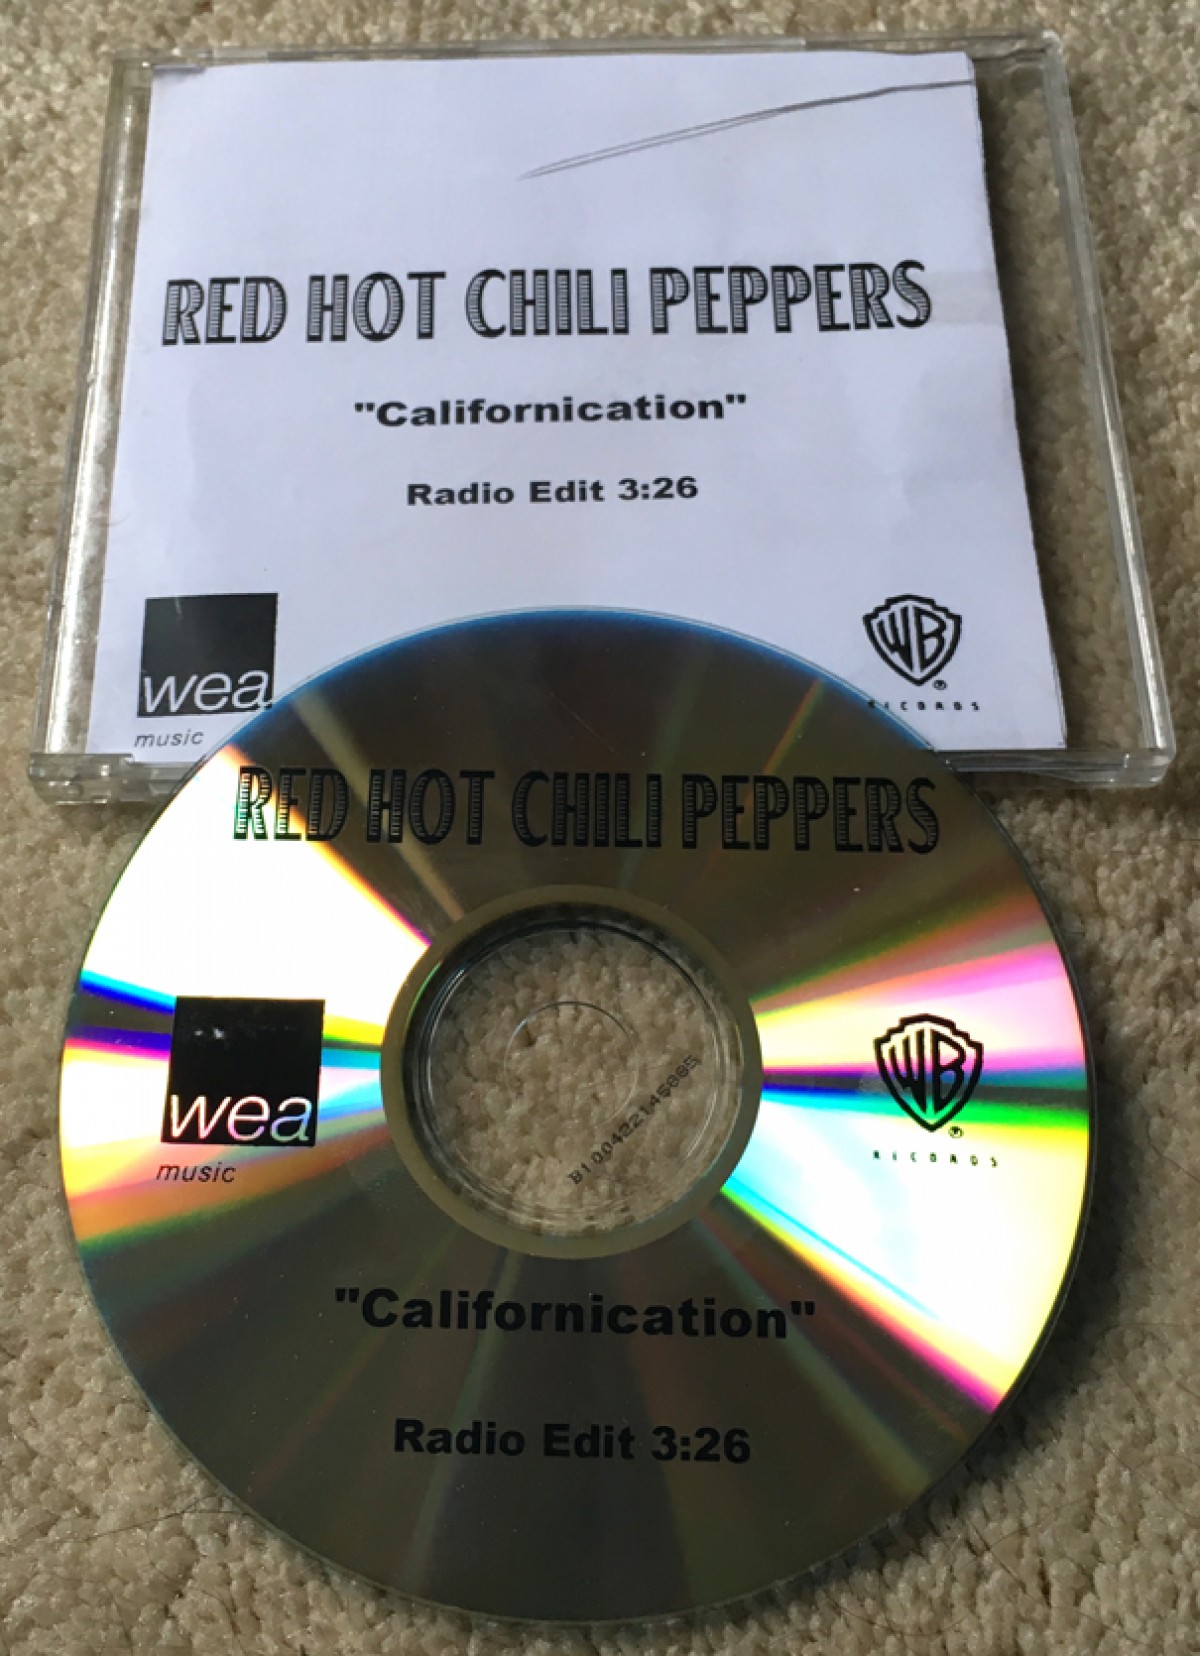 RED HOT CHILI PEPPERS
"Californication"
Radio Edit 3:26
wea
music
WB
RECORDS
RED HOT CHILI PEPPERS
wea
music
WB
RECORDS
B100422145005
"Californication"
Radio Edit 3:26